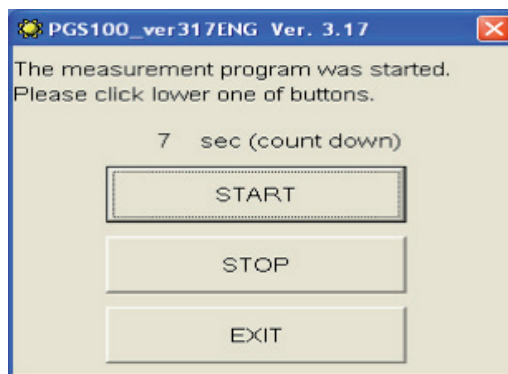 PGS100_ver317ENG Ver. 3.17
The measurement program was started.
Please click lower one of buttons.
7 sec (count down)
START
STOP
EXIT